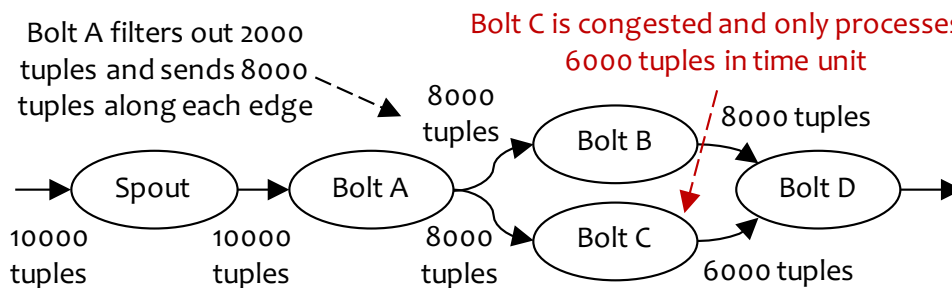 Bolt A filters out 2000
tuples and sends 8000
tuples along each edge
Bolt C is congested and only processes
6000 tuples in time unit
8000
tuples
8000 tuples
Spout
Bolt A
Bolt B
Bolt C
Bolt D
10000
tuples
10000
tuples
8000
tuples
6000 tuples